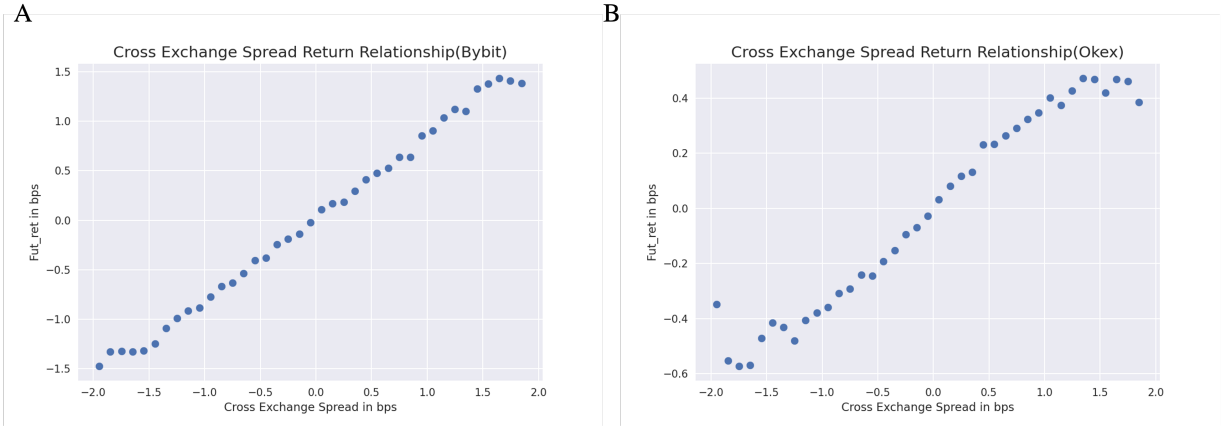 A
Cross Exchange Spread Return Relationship(Bybit)
1.5
1.0
0.5
0.0
−0.5
−1.0
−1.5
Fut_ret in bps
−2.0 −1.5 −1.0 −0.5 0.0 0.5 1.0 1.5 2.0
Cross Exchange Spread in bps
B
Cross Exchange Spread Return Relationship(Okex)
0.4
0.2
0.0
−0.2
−0.4
−0.6
Fut_ret in bps
−2.0 −1.5 −1.0 −0.5 0.0 0.5 1.0 1.5 2.0
Cross Exchange Spread in bps